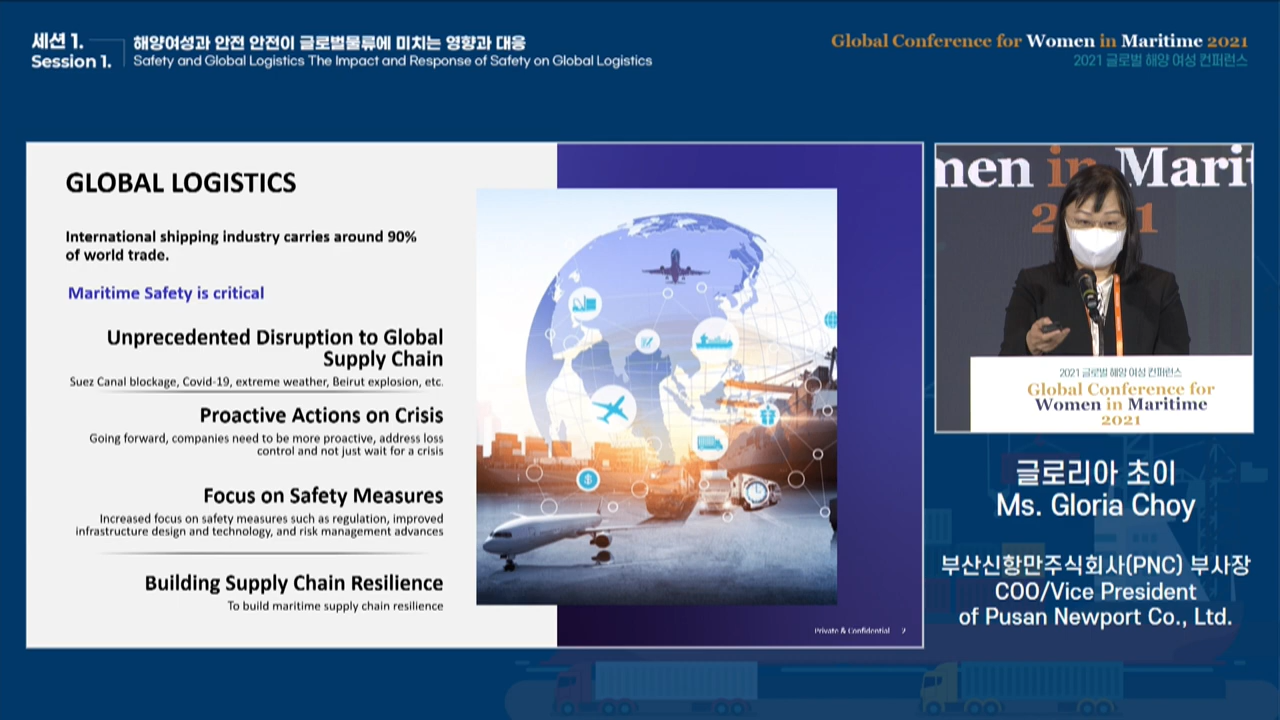 세션 1.
Session 1.
해양여성과 안전 안전이 글로벌물류에 미치는 영향과 대응
Safety and Global Logistics The Impact and Response of Safety on Global Logistics
Global Conference for Women in Maritime 2021
2021 글로벌 해양 여성 컨퍼런스
GLOBAL LOGISTICS
International shipping industry carries around 90%
of world trade.
Maritime Safety is critical
Unprecedented Disruption to Global
Supply Chain
Suez Canal blockage, Covid-19, extreme weather, Beirut explosion, etc.
Proactive Actions on Crisis
Going forward, companies need to be more proactive, address loss
control and not just wait for a crisis
Focus on Safety Measures
Increased focus on safety measures such as regulation, improved
infrastructure design and technology, and risk management advances
Building Supply Chain Resilience
To build maritime supply chain resilience
Private & Confidential 2
men in Marit
2021
2021 글로벌 해양 여성 컨퍼런스
Global Conference for
Women in Maritime
2021
글로리아 초이
Ms. Gloria Choy
부산신항만주식회사(PNC) 부사장
COO/Vice President
of Pusan Newport Co., Ltd.